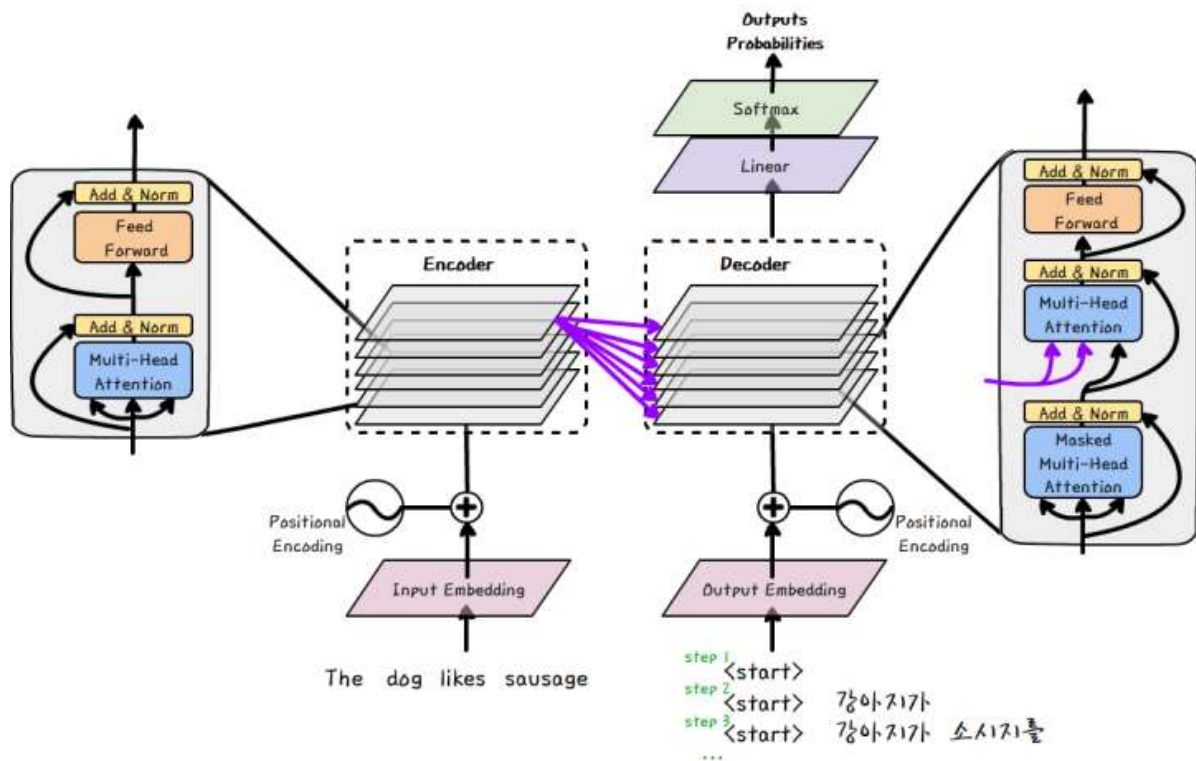 Outputs
Probabilities
Softmax
Linear
Add & Norm
Feed
Forward
Add & Norm
Multi-Head
Attention
Encoder
Decoder
Add & Norm
Feed
Forward
Add & Norm
Multi-Head
Attention
Add & Norm
Masked
Multi-Head
Attention
Positional
Encoding
Positional
Encoding
Input Embedding
Output Embedding
The dog likes sausage
step 1 <start>
step 2 <start> 강아지가
step 3 <start> 강아지가 소시지를
...